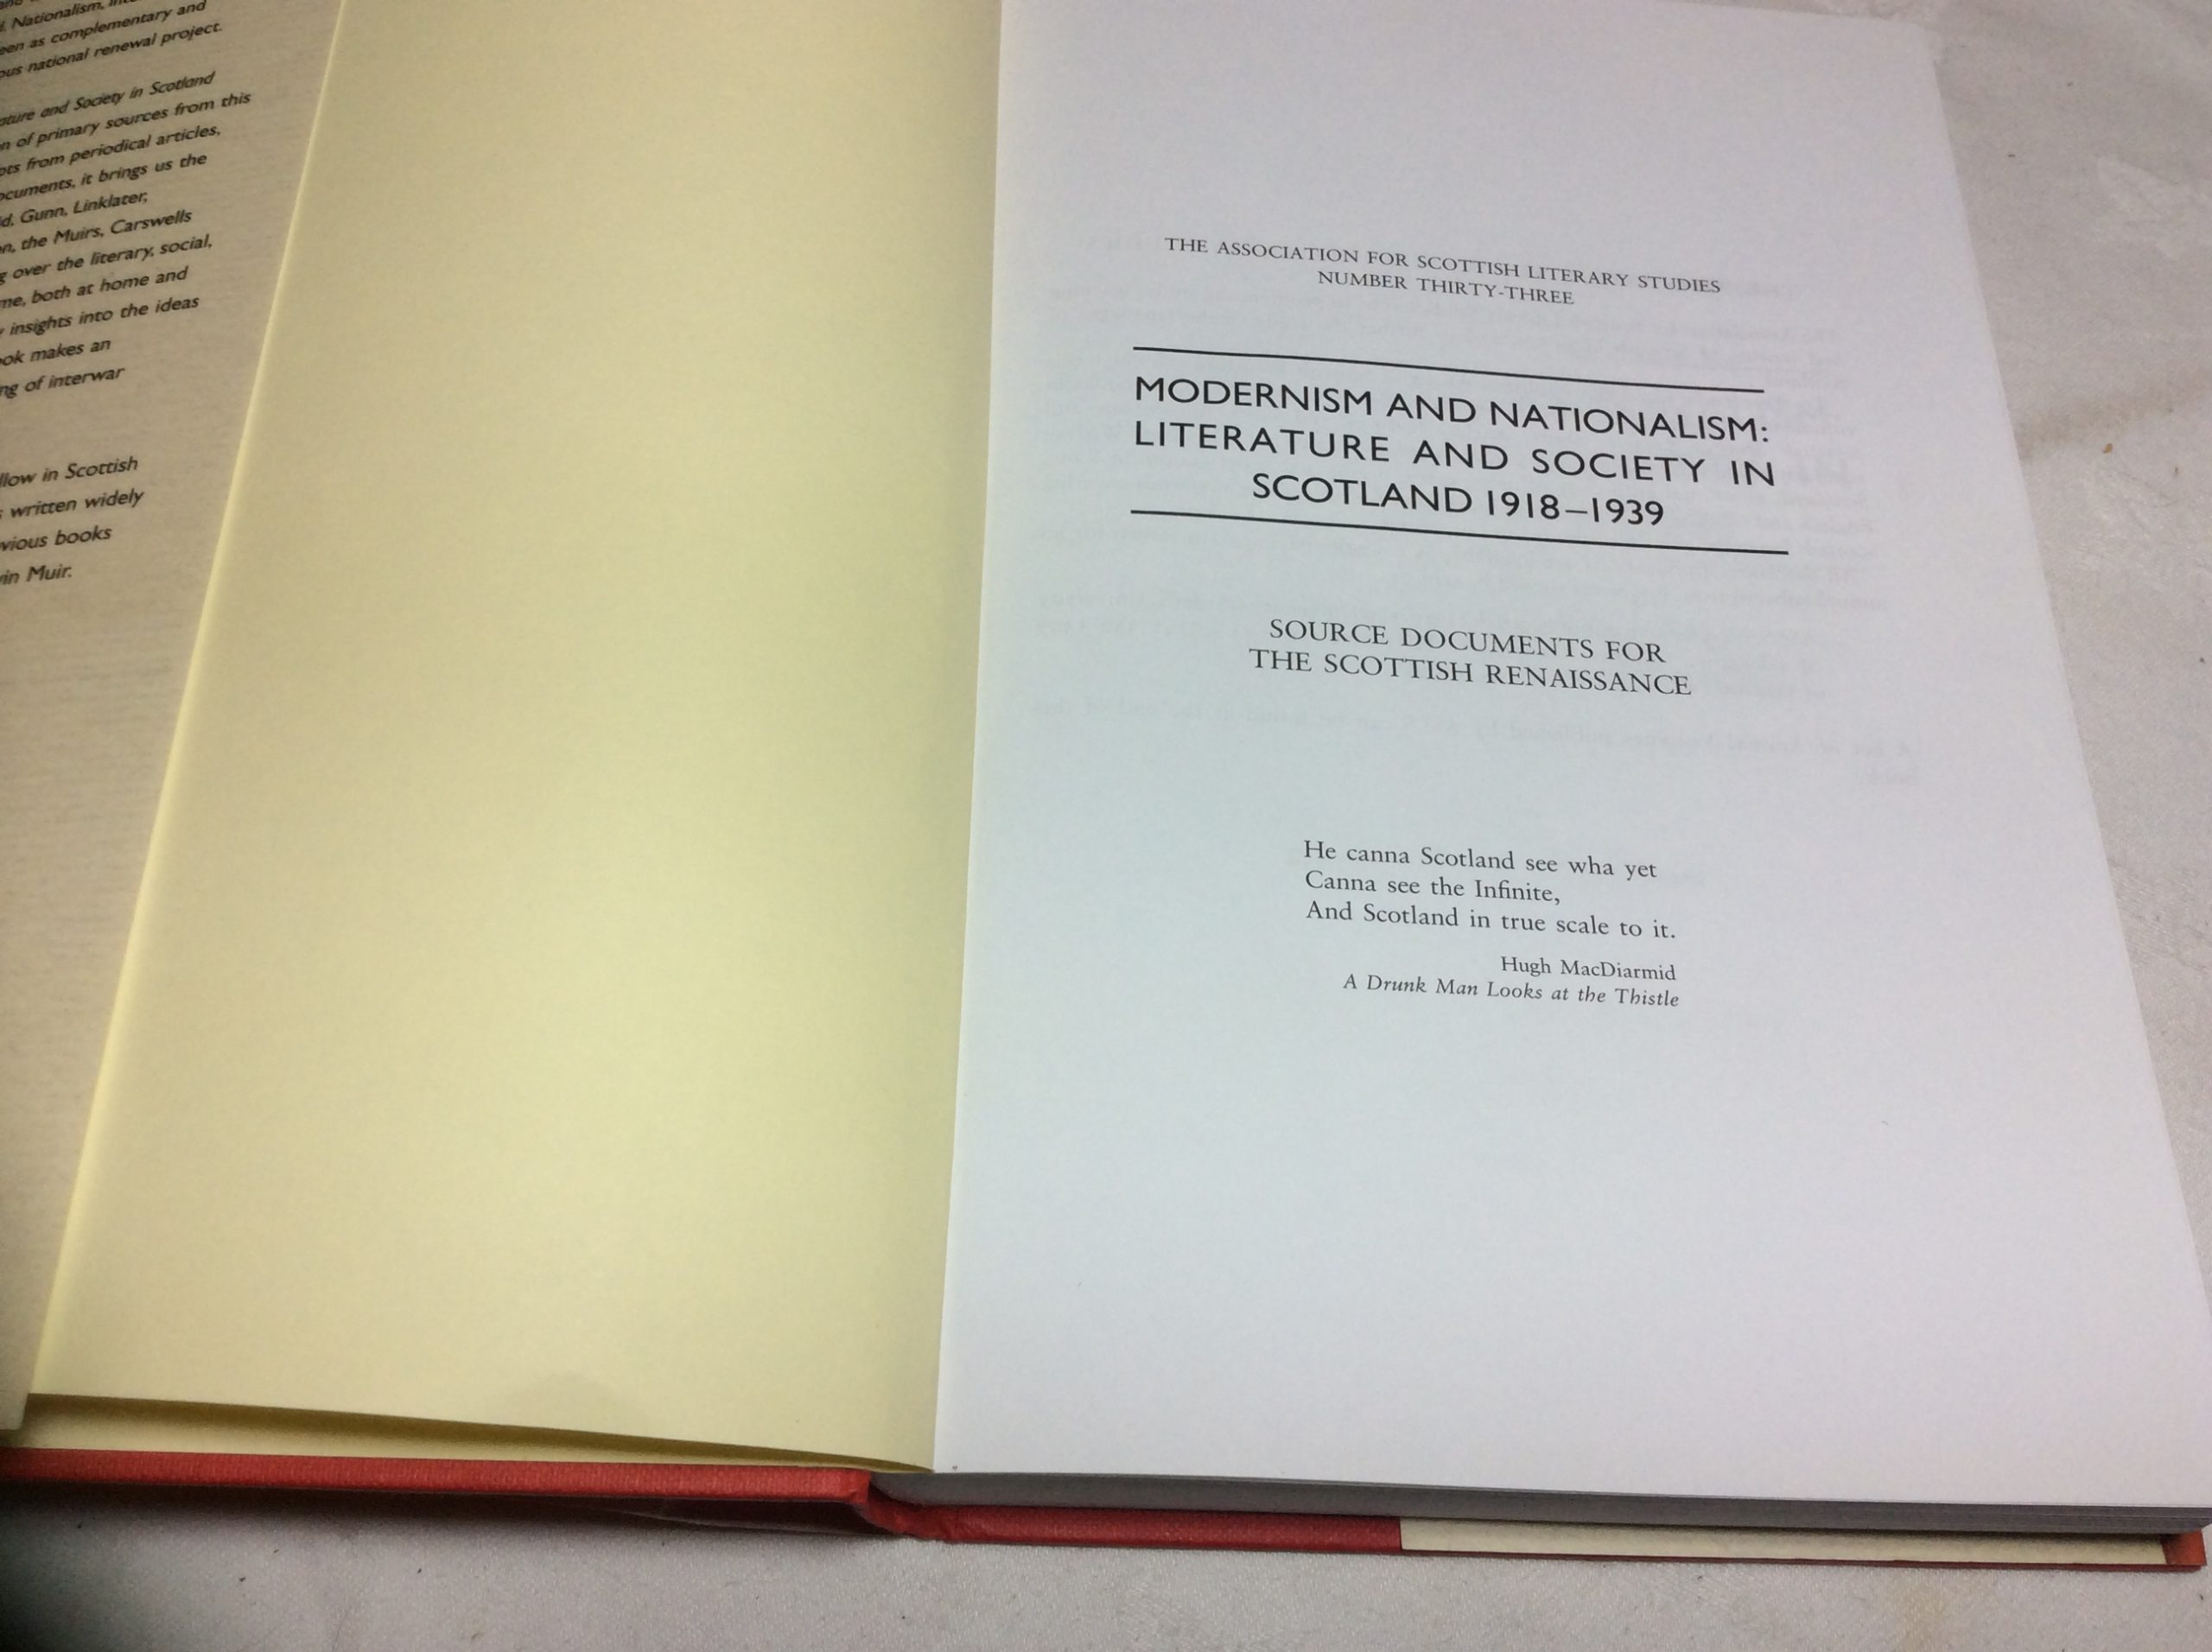 Nationalism,
as complementary and
national renewal project.
and Society in Scotland
of primary sources from this
from periodical articles,
it brings us the
Gunn, Linklater,
the Muirs, Carswells
over the literary, social,
both at home and
insights into the ideas
makes an
of interwar
in Scottish
written widely
books
Muir.
THE ASSOCIATION FOR SCOTTISH LITERARY STUDIES
NUMBER THIRTY-THREE
MODERNISM AND NATIONALISM:
LITERATURE AND SOCIETY IN
SCOTLAND 1918–1939
SOURCE DOCUMENTS FOR
THE SCOTTISH RENAISSANCE
He canna Scotland see wha yet
Canna see the Infinite,
And Scotland in true scale to it.
Hugh MacDiarmid
A Drunk Man Looks at the Thistle